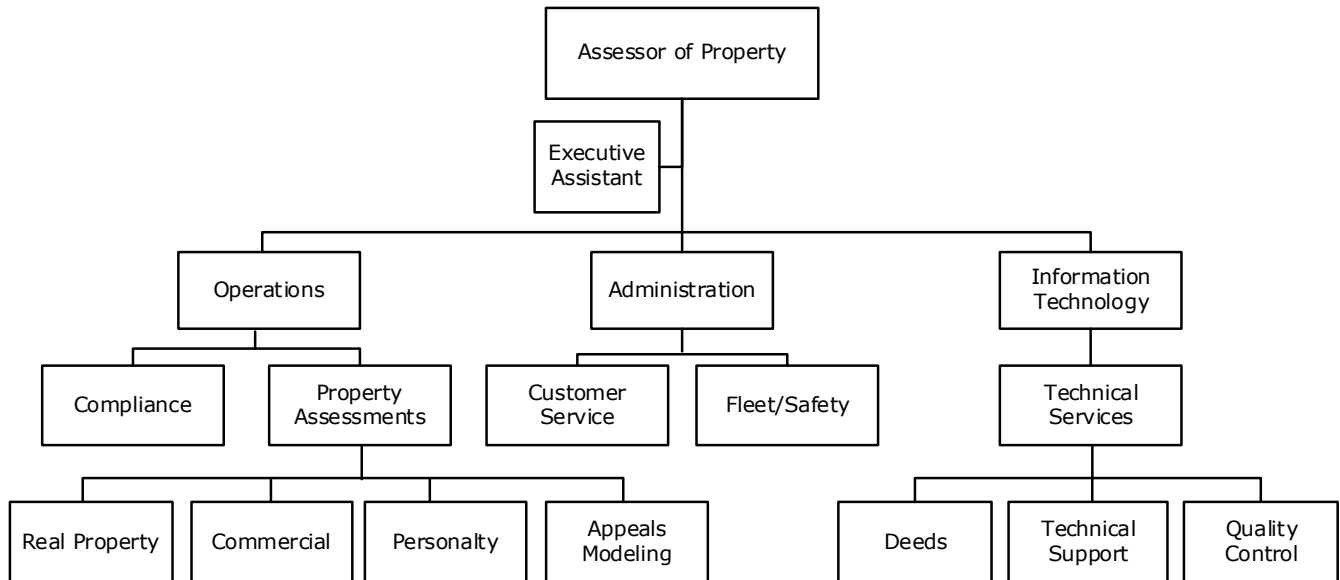 Assessor of Property
Executive
Assistant
Operations
Administration
Information
Technology
Compliance
Property
Assessments
Customer
Service
Fleet/Safety
Technical
Services
Real Property
Commercial
Personalty
Appeals
Modeling
Deeds
Technical
Support
Quality
Control